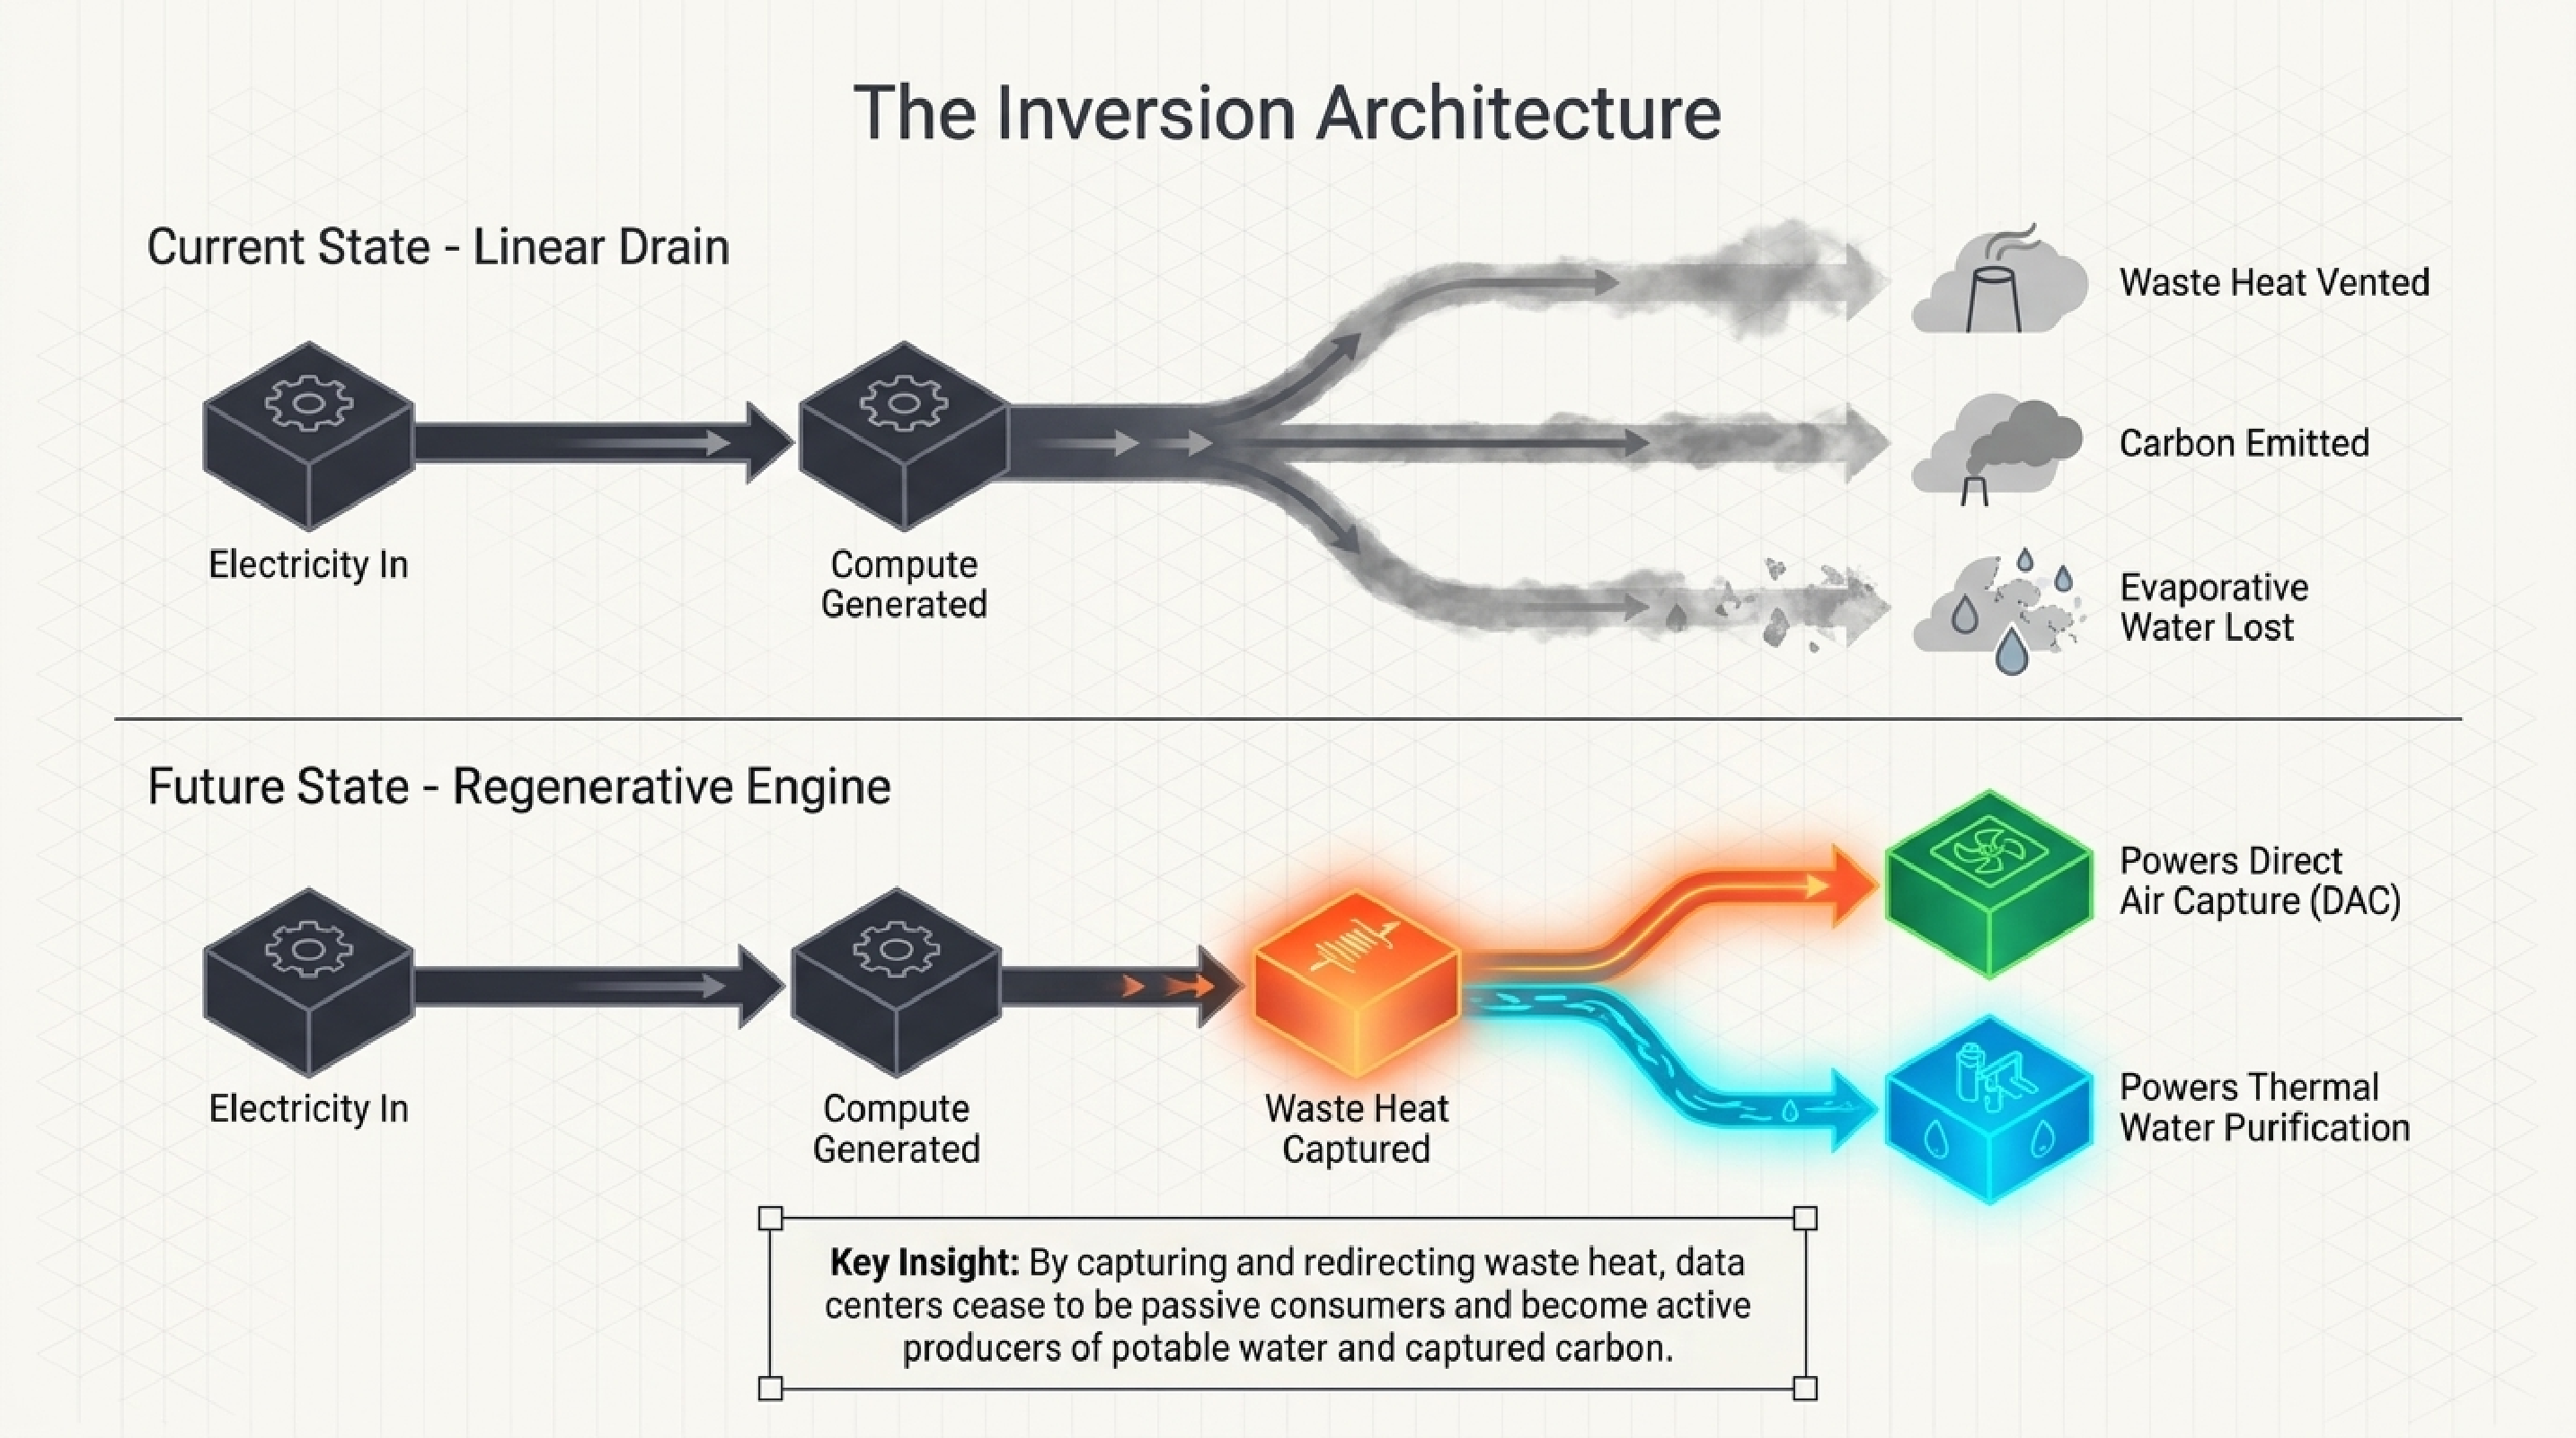 The Inversion Architecture
Current State - Linear Drain
Electricity In
Compute
Generated
Waste Heat Vented
Carbon Emitted
Evaporative
Water Lost
Future State - Regenerative Engine
Electricity In
Compute
Generated
Waste Heat
Captured
Powers Direct
Air Capture (DAC)
Powers Thermal
Water Purification
Key Insight: By capturing and redirecting waste heat, data
centers cease to be passive consumers and become active
producers of potable water and captured carbon.